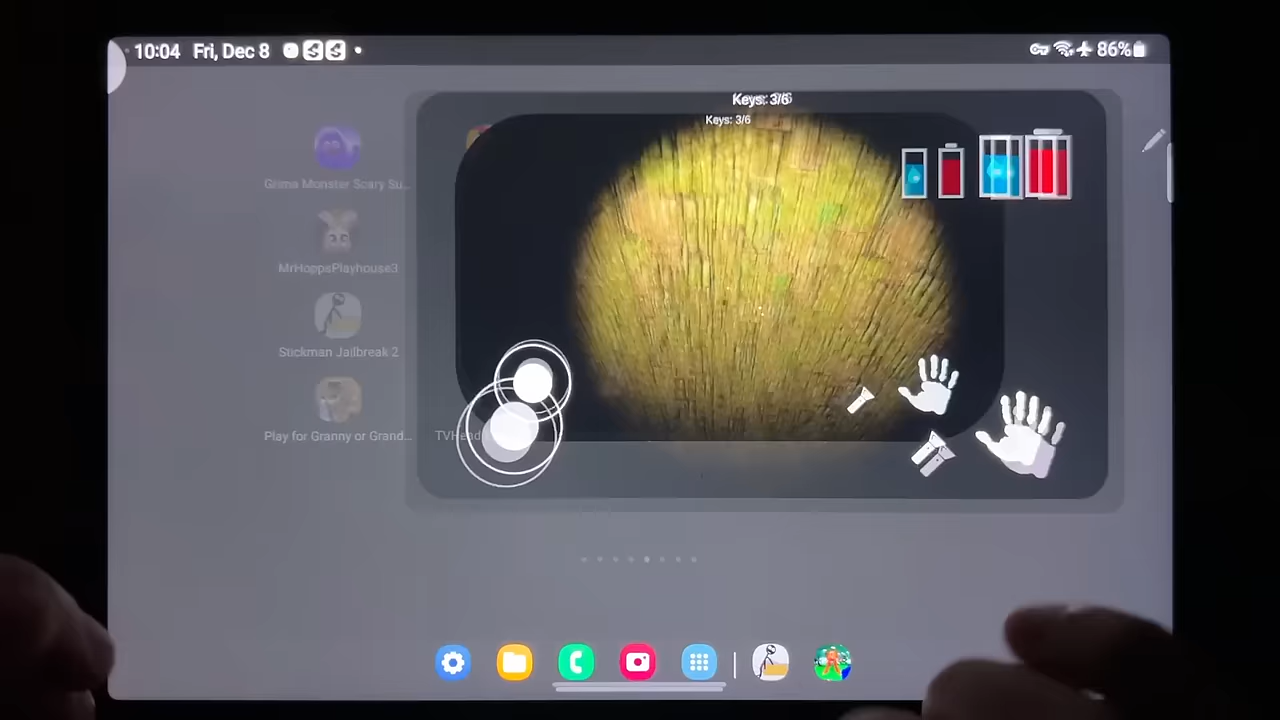 10:04 Fri, Dec 8
86%
Keys: 3/6
Keys: 3/6
Grima Monster Scary Su...
MrHoppsPlayhouse3
Stickman Jailbreak 2
Play for Granny or Grand...
TVHead